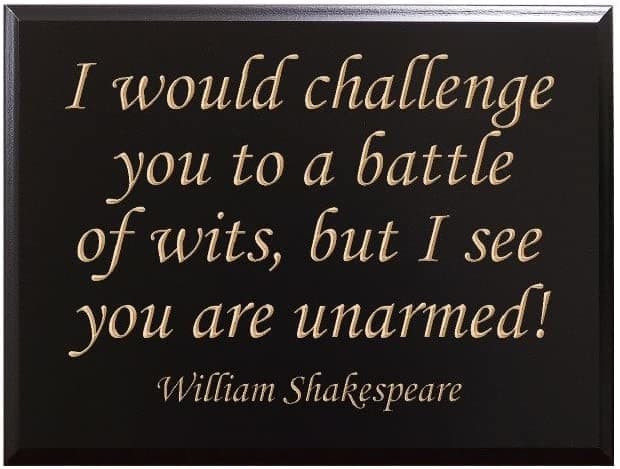 I would challenge
you to a battle
of wits, but I see
you are unarmed!
William Shakespeare